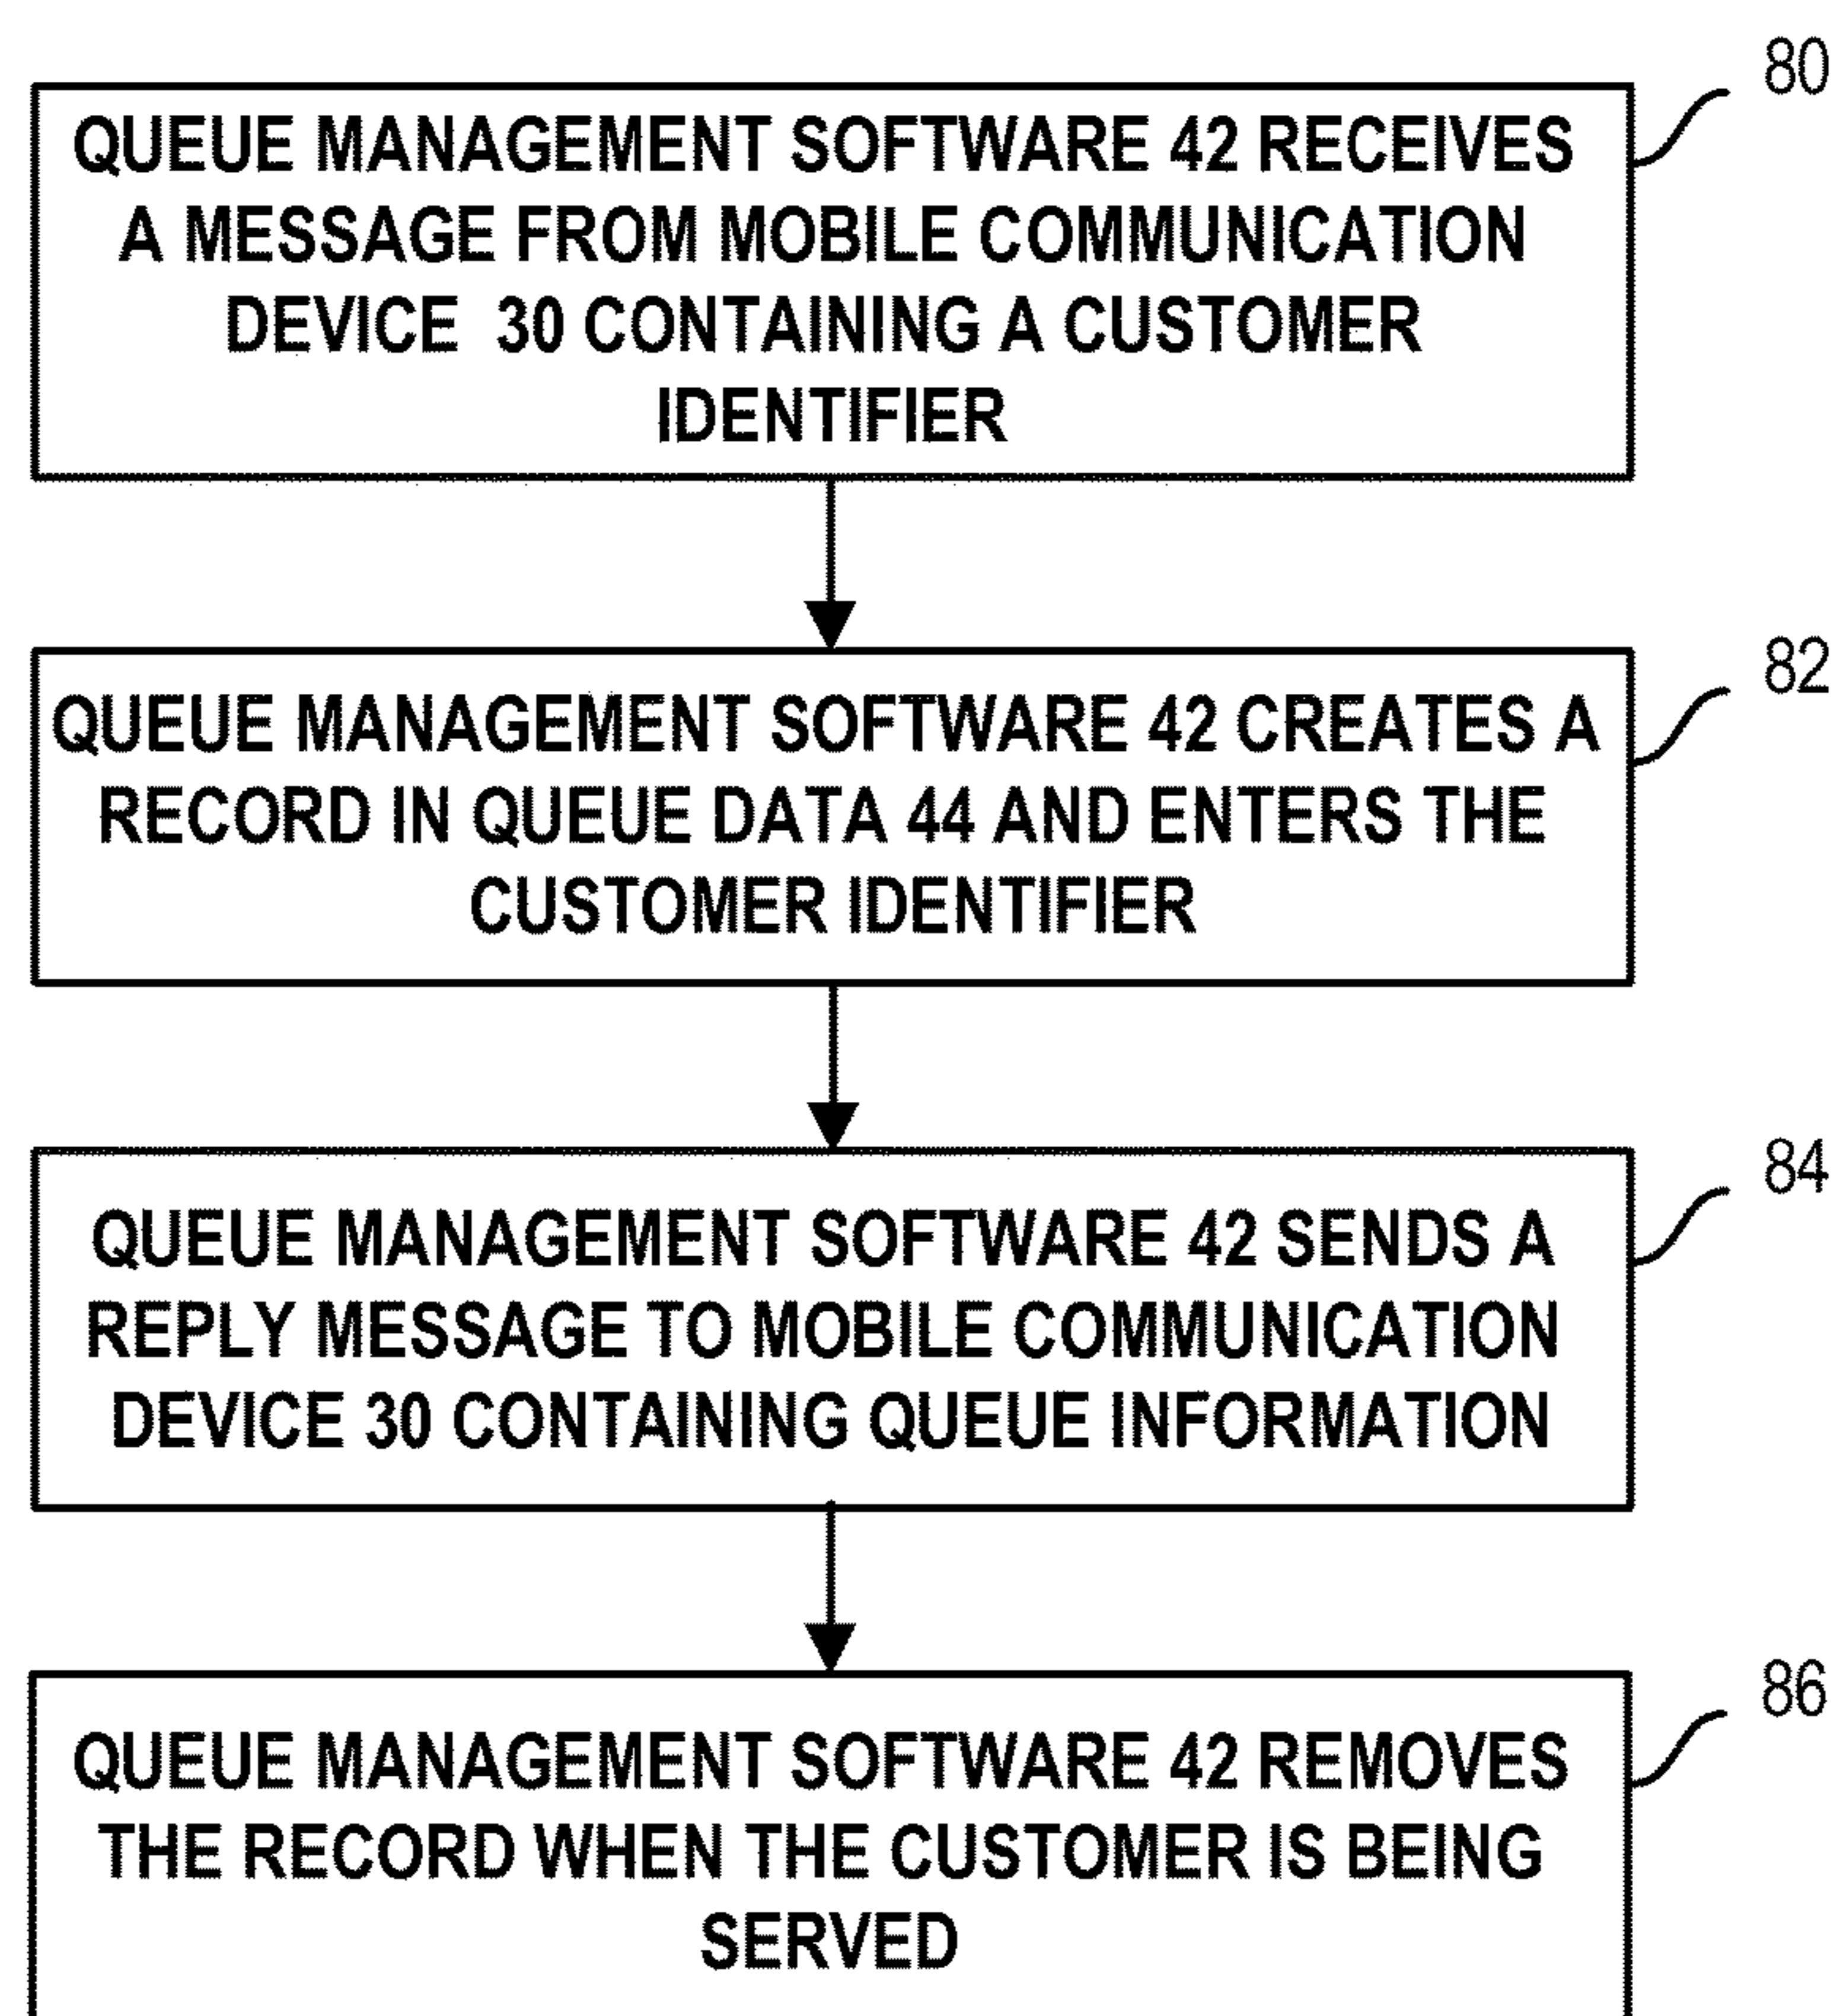 80
QUEUE MANAGEMENT SOFTWARE 42 RECEIVES
A MESSAGE FROM MOBILE COMMUNICATION
DEVICE 30 CONTAINING A CUSTOMER
IDENTIFIER
82
QUEUE MANAGEMENT SOFTWARE 42 CREATES A
RECORD IN QUEUE DATA 44 AND ENTERS THE
CUSTOMER IDENTIFIER
84
QUEUE MANAGEMENT SOFTWARE 42 SENDS A
REPLY MESSAGE TO MOBILE COMMUNICATION
DEVICE 30 CONTAINING QUEUE INFORMATION
86
QUEUE MANAGEMENT SOFTWARE 42 REMOVES
THE RECORD WHEN THE CUSTOMER IS BEING
SERVED